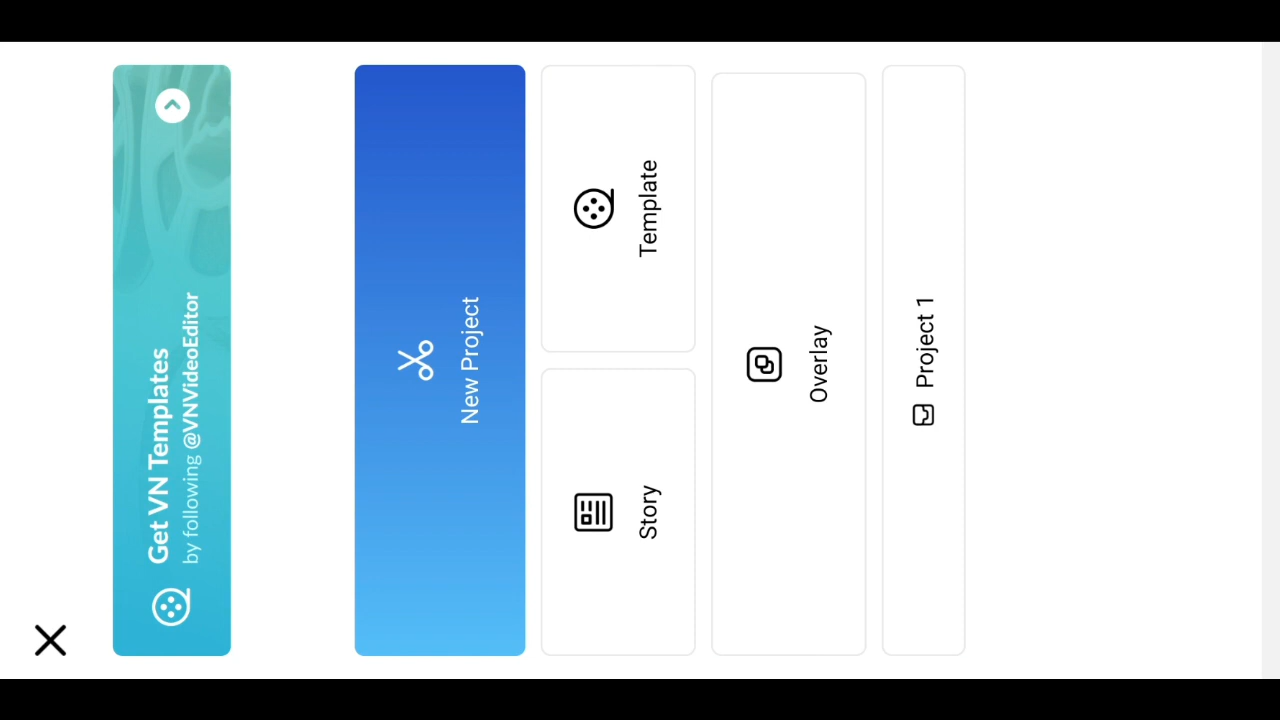 Get VN Templates
by following @VNVideoEditor
New Project
Story
Template
Overlay
Project 1